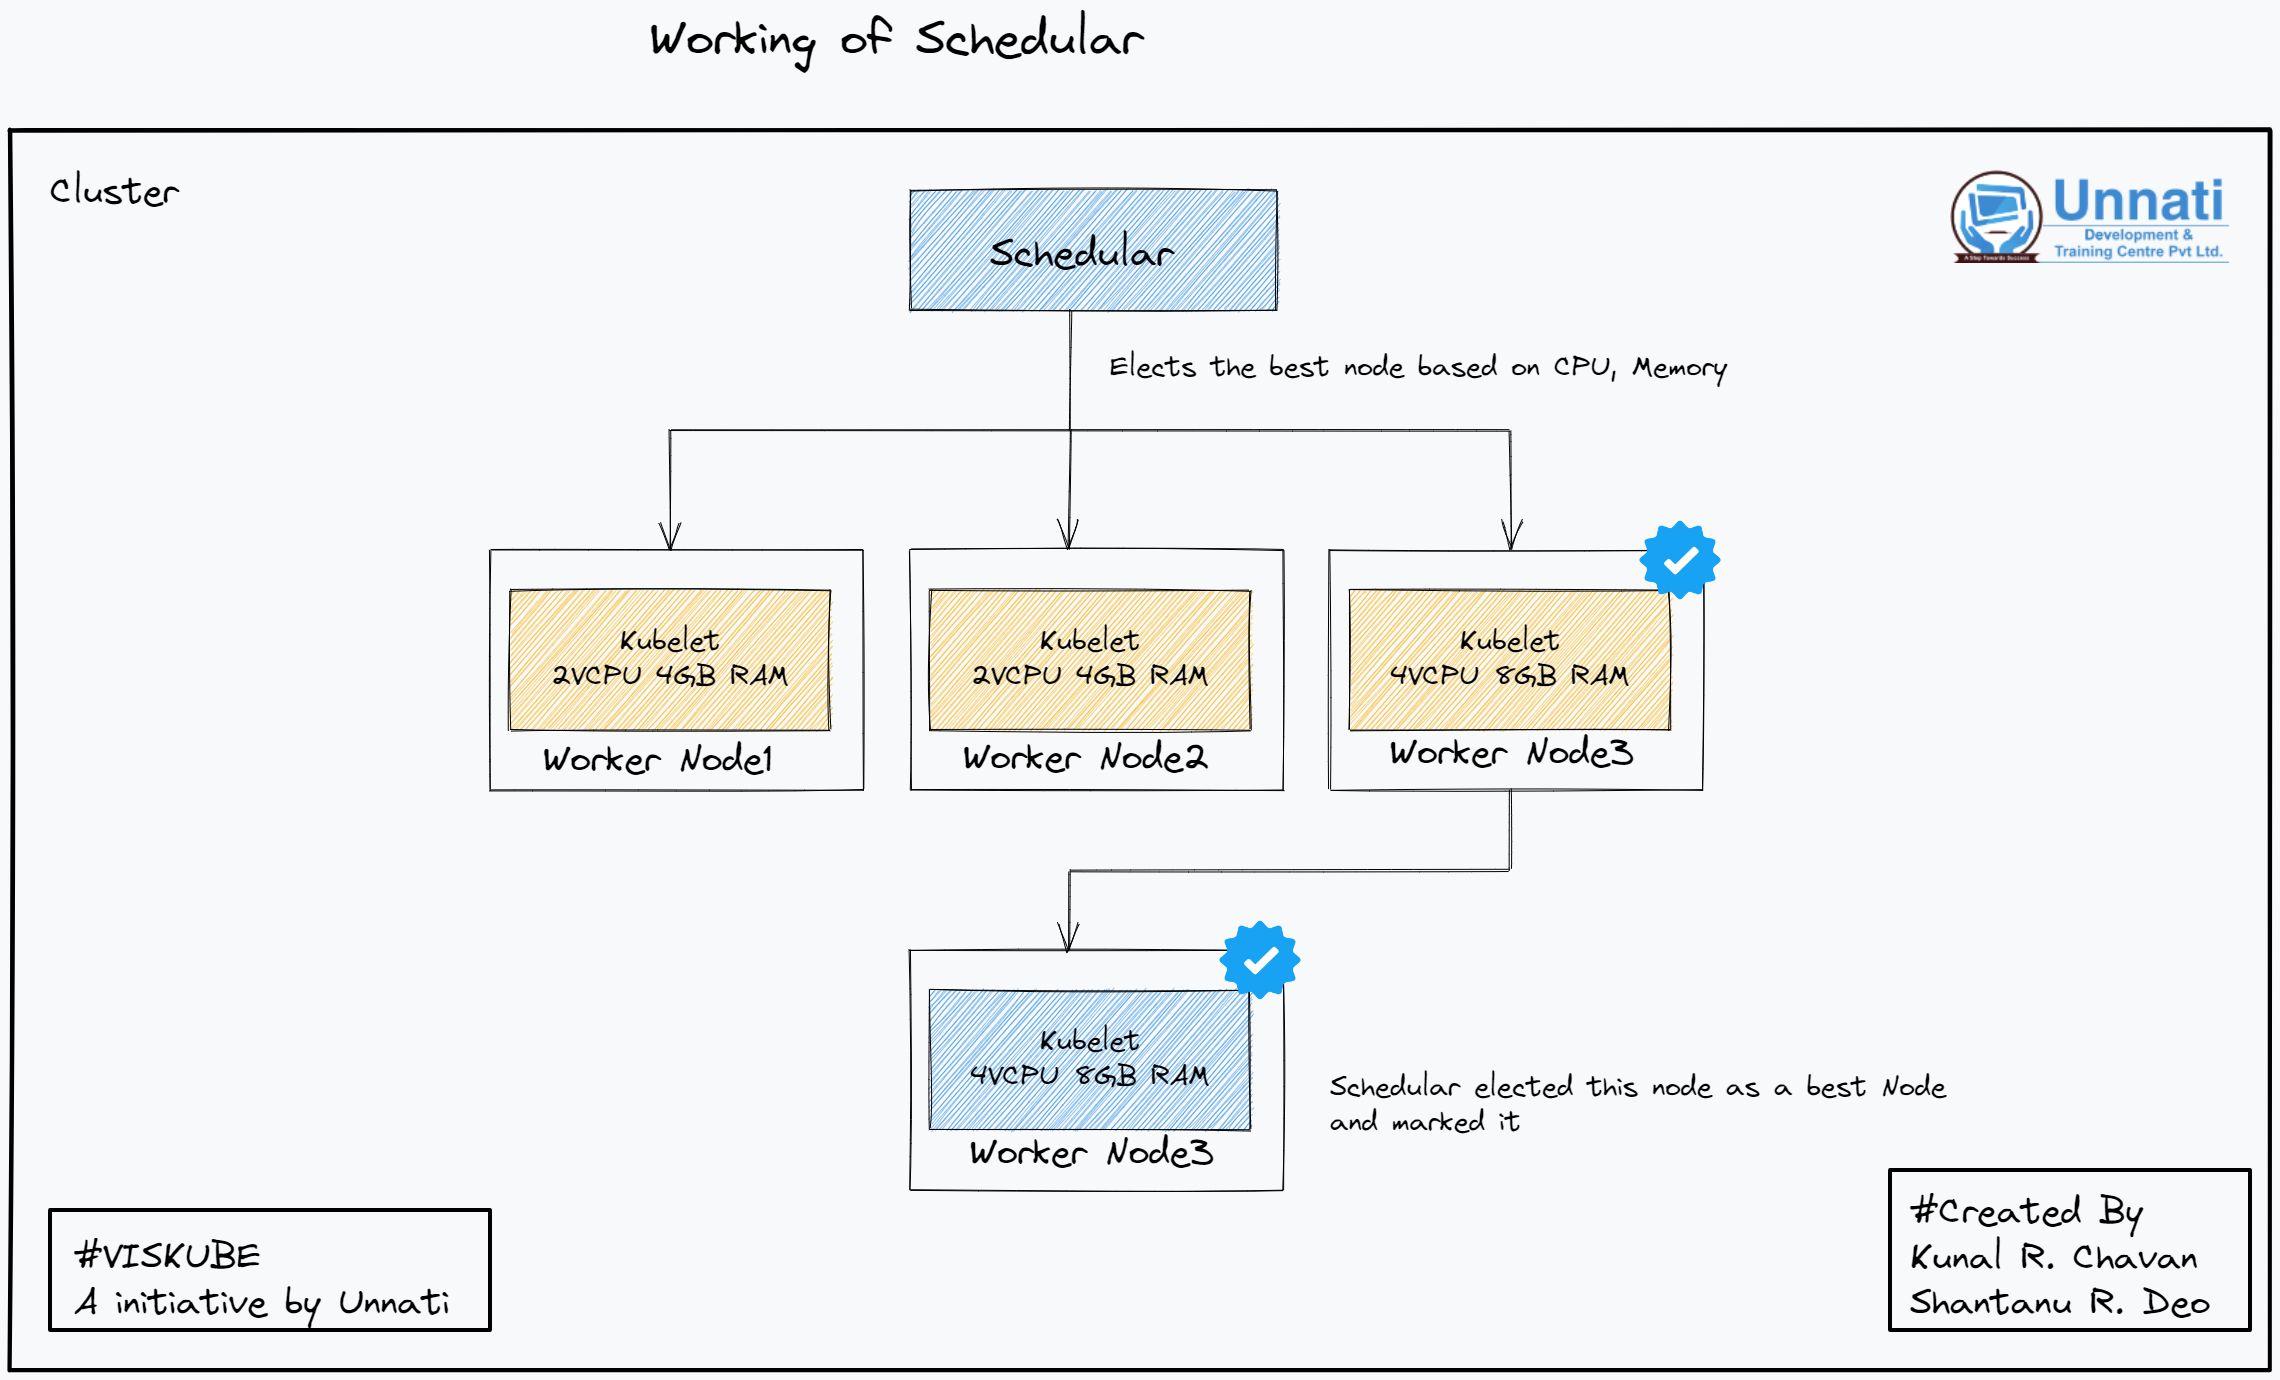 Working of Schedular
Cluster
Schedular
Unnati
Development &
Training Centre Pvt Ltd.
A Step Towards Success
Elects the best node based on CPU, Memory
Kubelet
2VCPU 4GB RAM
Worker Node1
Kubelet
2VCPU 4GB RAM
Worker Node2
Kubelet
4VCPU 8GB RAM
Worker Node3
Kubelet
4VCPU 8GB RAM
Worker Node3
Schedular elected this node as a best Node
and marked it
#VISKUBE
A initiative by Unnati
#Created By
Kunal R. Chavan
Shantanu R. Deo